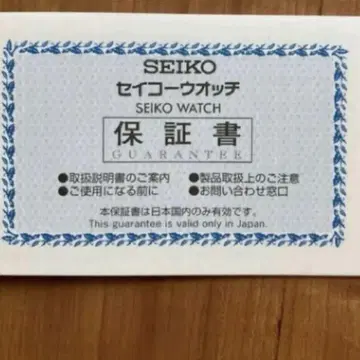 SEIKO
セイコーウオッチ
SEIKO WATCH
保証書
GUARANTEE
●取扱説明書のご案内 ●製品取扱上のご注意
●ご使用になる前に ●お問い合わせ窓口
本保証書は日本国内のみ有効です。
This guarantee is valid only in Japan.